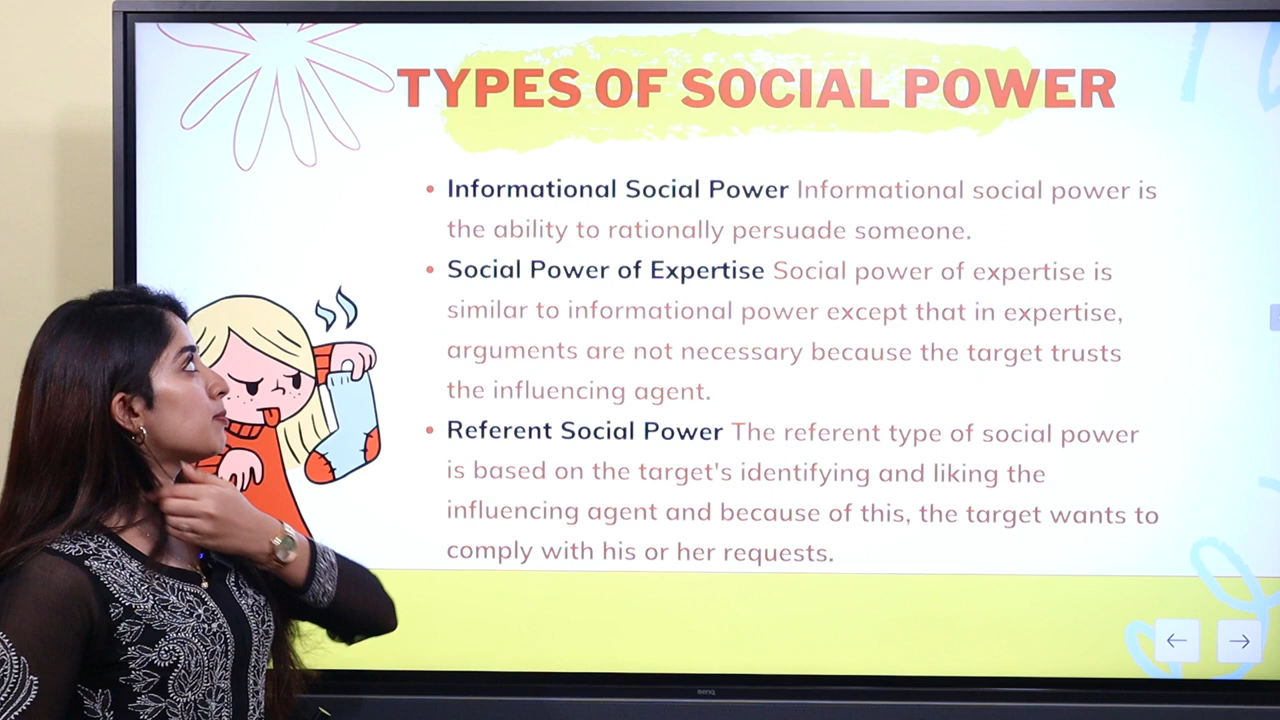 TYPES OF SOCIAL POWER
• Informational Social Power Informational social power is
the ability to rationally persuade someone.
• Social Power of Expertise Social power of expertise is
similar to informational power except that in expertise,
arguments are not necessary because the target trusts
the influencing agent.
• Referent Social Power The referent type of social power
is based on the target's identifying and liking the
influencing agent and because of this, the target wants to
comply with his or her requests.
BenQ